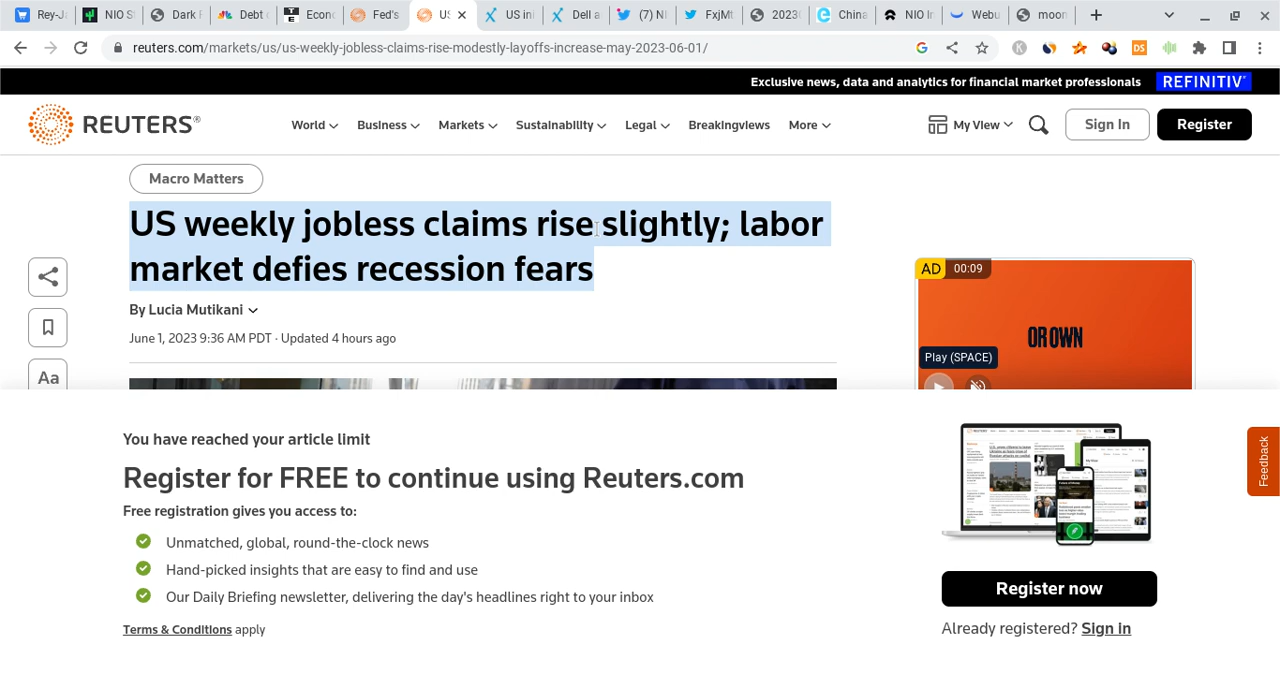 Rey-Ja
NIO S
Dark
Debt
Econ
Fed's
US
US in
Dell a
(7) NI
FxjM
2023
China
NIO In
Webu
moon
reuters.com/markets/us/us-weekly-jobless-claims-rise-modestly-layoffs-increase-may-2023-06-01/
Exclusive news, data and analytics for financial market professionals REFINITIV
REUTERS®
World
Business
Markets
Sustainability
Legal
Breakingviews
More
My View
Sign In
Register
Macro Matters
US weekly jobless claims rise slightly; labor
market defies recession fears
By Lucia Mutikani
June 1, 2023 9:36 AM PDT · Updated 4 hours ago
Aa
AD 00:09
OR OWN
Play (SPACE)
You have reached your article limit
Register for FREE to continue using Reuters.com
Free registration gives you access to:
Unmatched, global, round-the-clock news
Hand-picked insights that are easy to find and use
Our Daily Briefing newsletter, delivering the day's headlines right to your inbox
Terms & Conditions apply
Register now
Already registered? Sign in
Feedback